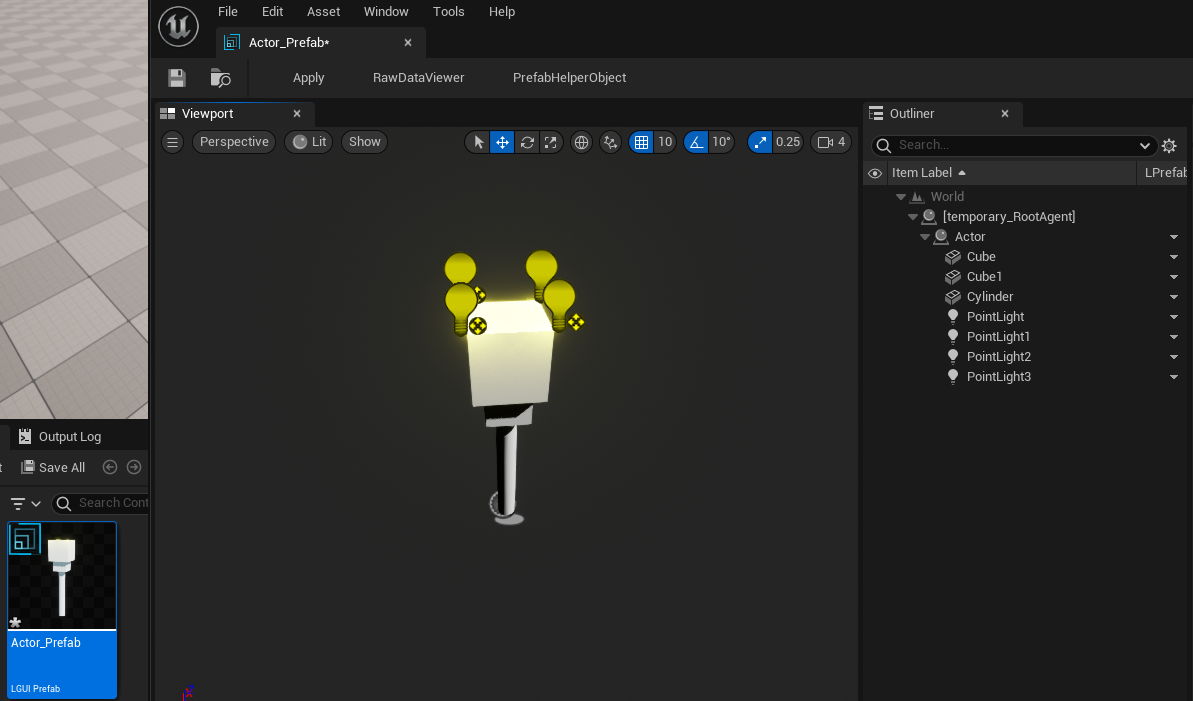 File Edit Asset Window Tools Help
Actor_Prefab*
Apply RawDataViewer PrefabHelperObject
Viewport
Perspective Lit Show 10 10° 0.25 4
Outliner
Search...
Item Label LPrefab
World
[temporary_RootAgent]
Actor
Cube
Cube1
Cylinder
PointLight
PointLight1
PointLight2
PointLight3
Output Log
Save All
Search Cont
Actor_Prefab
LGUI Prefab